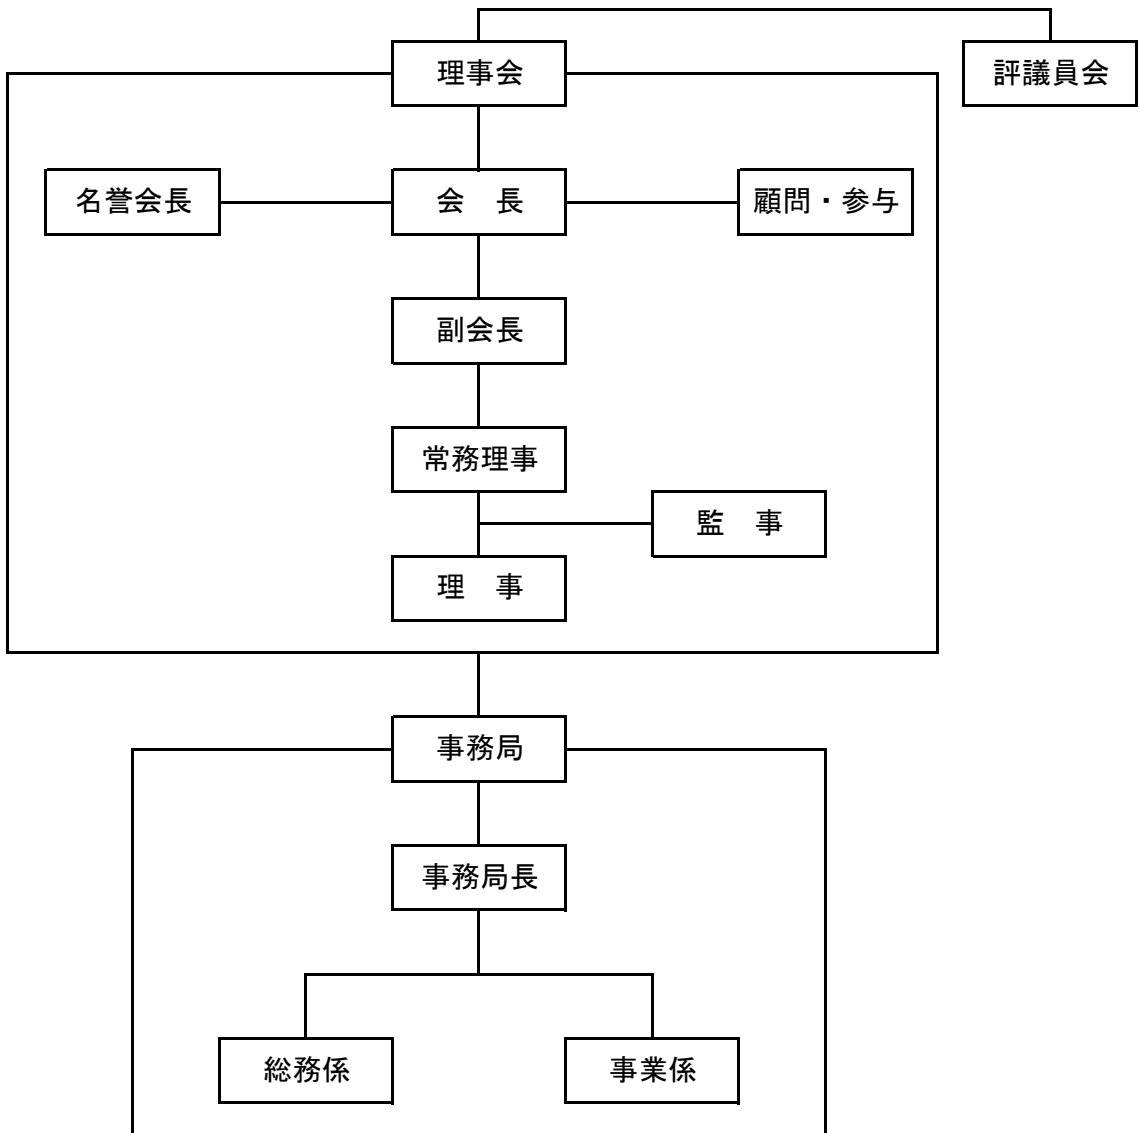 理事会
評議員会
名誉会長
会　長
顧問・参与
副会長
常務理事
監　事
理　事
事務局
事務局長
総務係
事業係